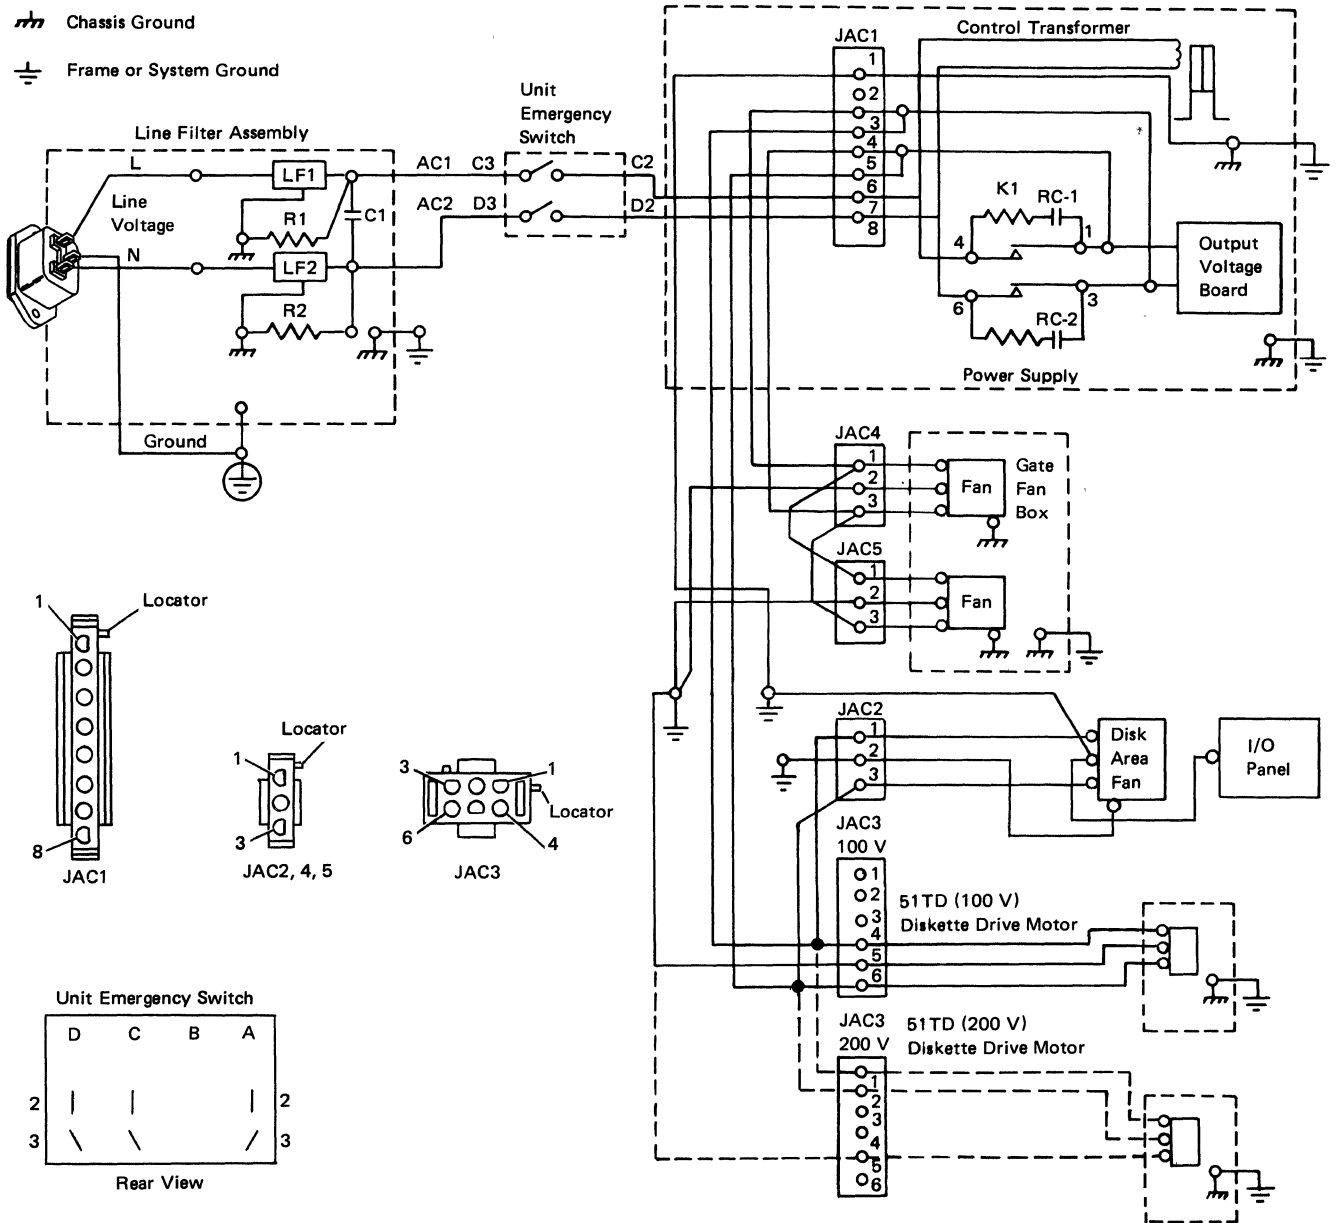 Chassis Ground
Frame or System Ground
Line Filter Assembly
L
Line
Voltage
N
LF1
R1
C1
LF2
R2
Ground
AC1
C3
AC2
D3
Unit
Emergency
Switch
C2
D2
JAC1
1
2
3
4
5
6
7
8
Control Transformer
K1
RC-1
4
1
6
3
RC-2
Output
Voltage
Board
Power Supply
JAC4
1
2
3
Fan
Gate
Fan
Box
JAC5
1
2
3
Fan
JAC2
1
2
3
Disk
Area
Fan
I/O
Panel
JAC3
100 V
1
2
3
4
5
6
51TD (100 V)
Diskette Drive Motor
JAC3
200 V
1
2
3
4
5
6
51TD (200 V)
Diskette Drive Motor
1
Locator
8
JAC1
Locator
1
3
JAC2, 4, 5
3
1
Locator
6
4
JAC3
Unit Emergency Switch
D C B A
2 2
3 3
Rear View